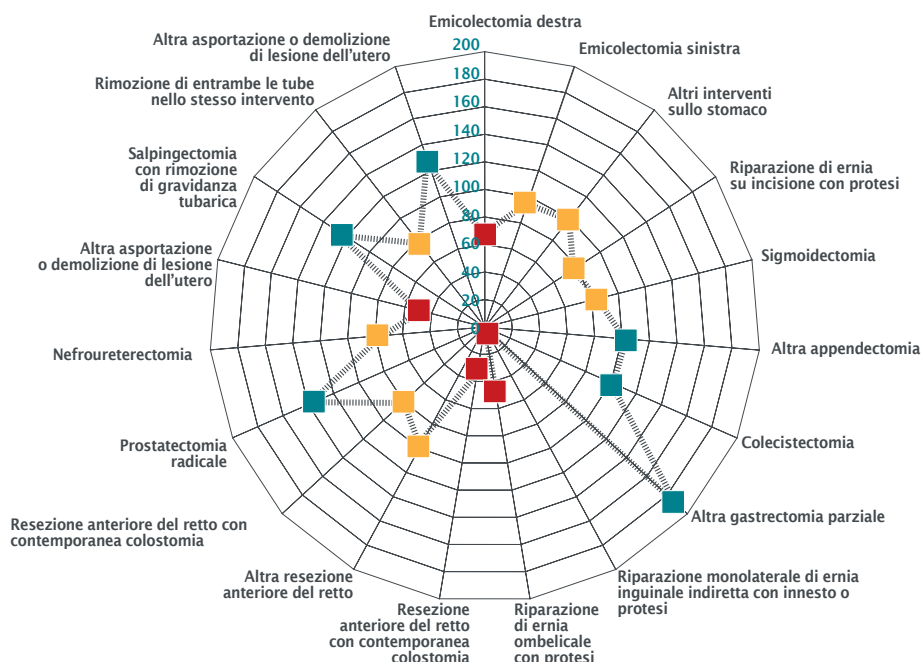 Emicolectomia destra
Emicolectomia sinistra
Altri interventi
sullo stomaco
Riparazione di ernia
su incisione con protesi
Sigmoidectomia
Altra appendectomia
Colecistectomia
Altra gastrectomia parziale
Riparazione monolaterale di ernia
inguinale indiretta con innesto o
protesi
Riparazione
di ernia
ombelicale
con protesi
Resezione
anteriore del retto
con contemporanea
colostomia
Altra resezione
anteriore del retto
Resezione anteriore del retto con
contemporanea colostomia
Prostatectomia
radicale
Nefroureterectomia
Altra asportazione
o demolizione di lesione
dell'utero
Salpingectomia
con rimozione
di gravidanza
tubarica
Rimozione di entrambe le tube
nello stesso intervento
Altra asportazione o demolizione
di lesione dell'utero
200
180
160
140
120
100
80
60
40
20
0